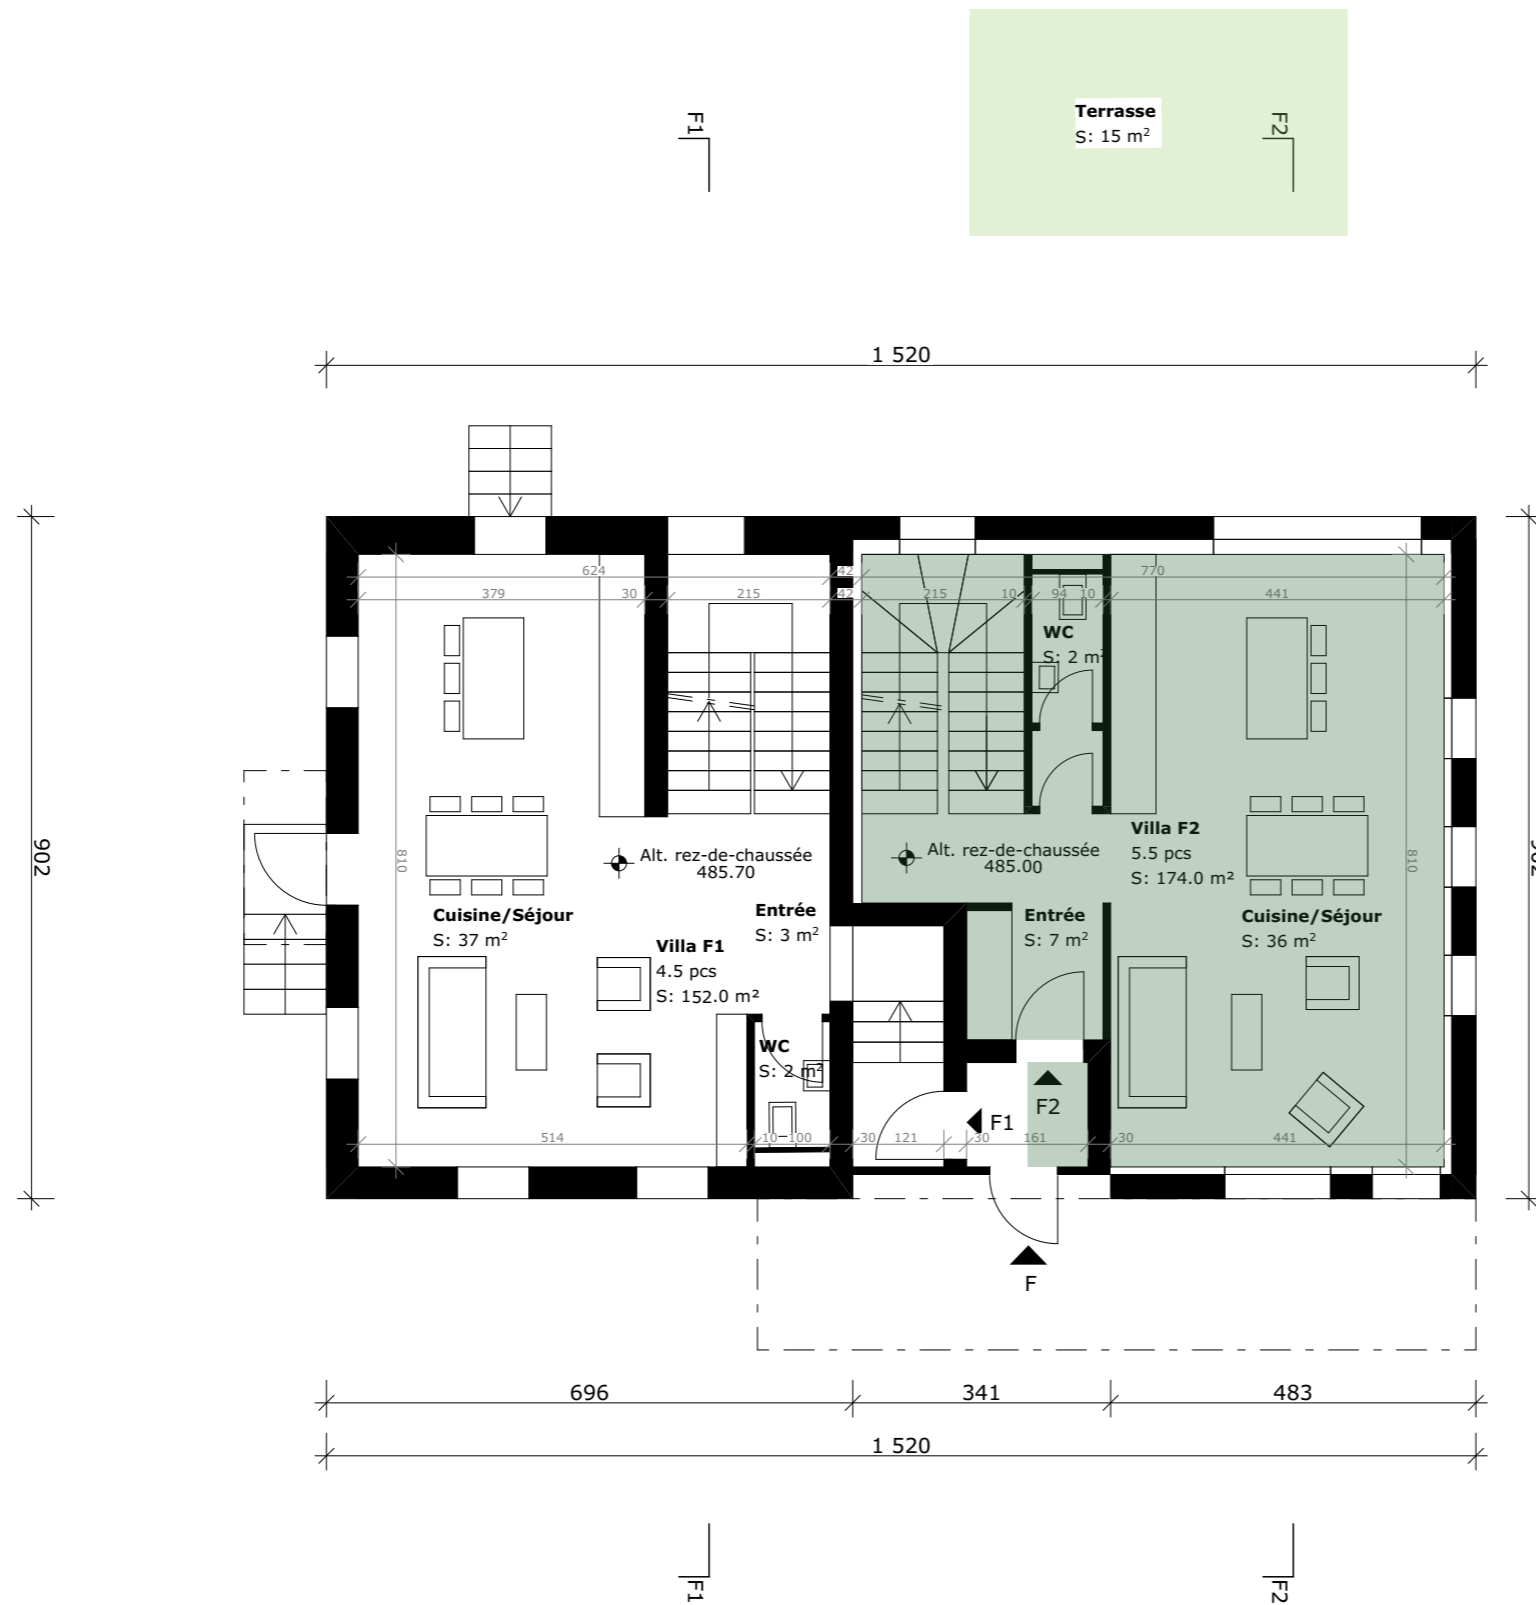 Terrasse
S: 15 m²
F1
F2
1 520
902
624
42
770
379
30
215
42
215
10
94
10
441
WC
S: 2 m²
810
810
Alt. rez-de-chaussée
485.70
Alt. rez-de-chaussée
485.00
Villa F2
5.5 pcs
S: 174.0 m²
Cuisine/Séjour
S: 37 m²
Entrée
S: 3 m²
Villa F1
4.5 pcs
S: 152.0 m²
Entrée
S: 7 m²
Cuisine/Séjour
S: 36 m²
WC
S: 2 m²
F1
F2
514
10
100
30
121
30
161
30
441
F
696
341
483
1 520
F1
F2